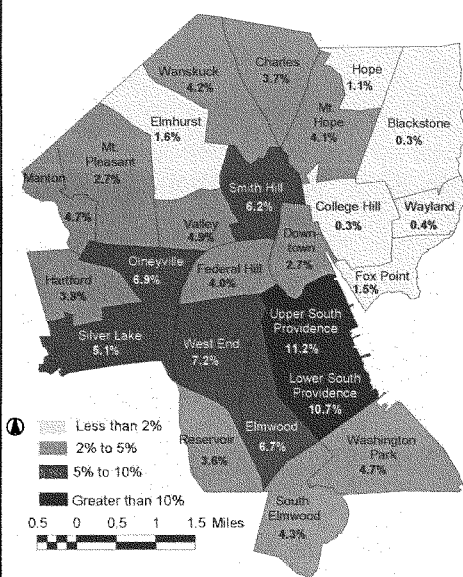 Wanskuck
4.2%
Charles
3.7%
Hope
1.1%
Mt.
Hope
4.1%
Blackstone
0.3%
Elmhurst
1.6%
Mt.
Pleasant
2.7%
Manton
4.7%
Smith Hill
6.2%
Valley
4.9%
College Hill
0.3%
Wayland
0.4%
Down-
town
2.7%
Olneyville
6.9%
Federal Hill
4.0%
Fox Point
1.5%
Hartford
3.9%
Silver Lake
5.1%
West End
7.2%
Upper South
Providence
11.2%
Lower South
Providence
10.7%
Reservoir
3.6%
Elmwood
6.7%
Washington
Park
4.7%
South
Elmwood
4.3%
Less than 2%
2% to 5%
5% to 10%
Greater than 10%
0.5 0 0.5 1 1.5 Miles